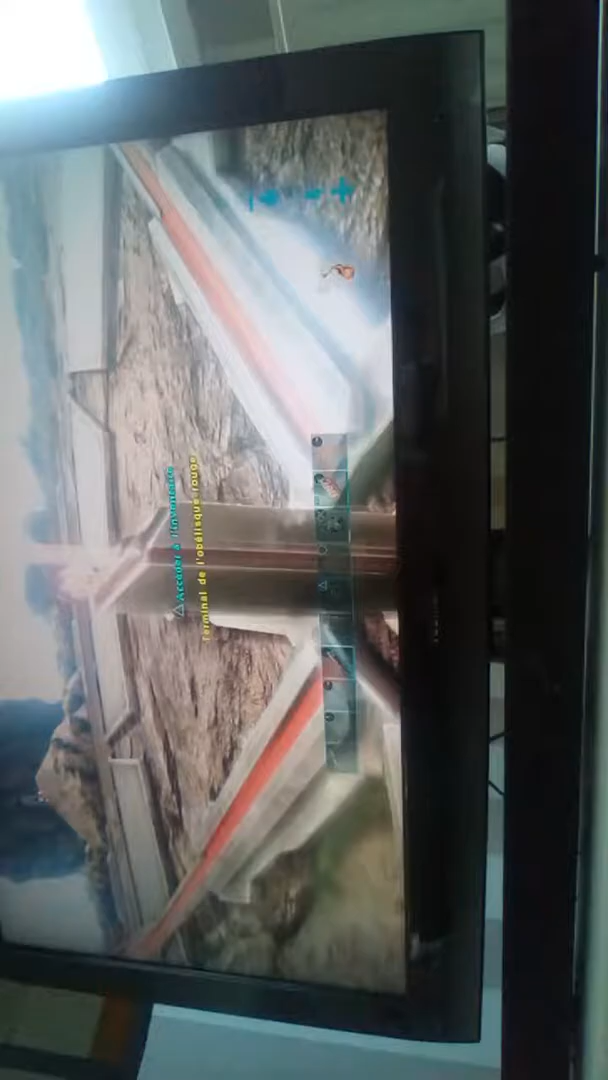 Accéder à l'inventaire
Terminal de l'obélisque rouge